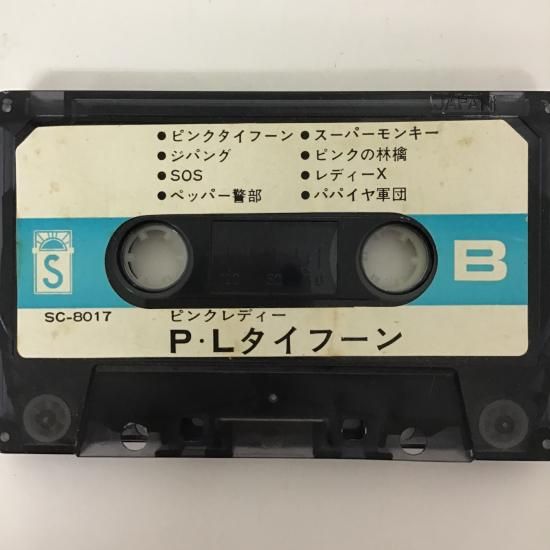 JAPAN
●ピンクタイフーン ●スーパーモンキー
●ジパング ●ピンクの林檎
●SOS ●レディーX
●ペッパー警部 ●パパイヤ軍団
S
B
SC-8017 ピンクレディー
P・Lタイフーン